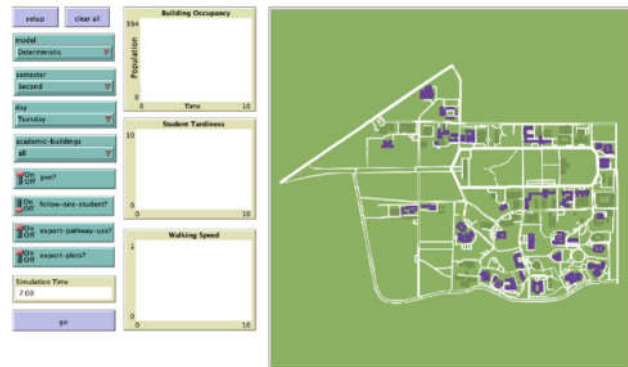 setup
clear all
model
Deterministic
semester
Second
day
Tuesday
academic-buildings
all
On
Off
gps?
On
Off
follow-one-student?
On
Off
export-pathway-use?
On
Off
export-plots?
Simulation Time
7:00
go
Building Occupancy
394
Population
0
0
Time
10
Student Tardiness
10
0
0
10
Walking Speed
1
0
0
10